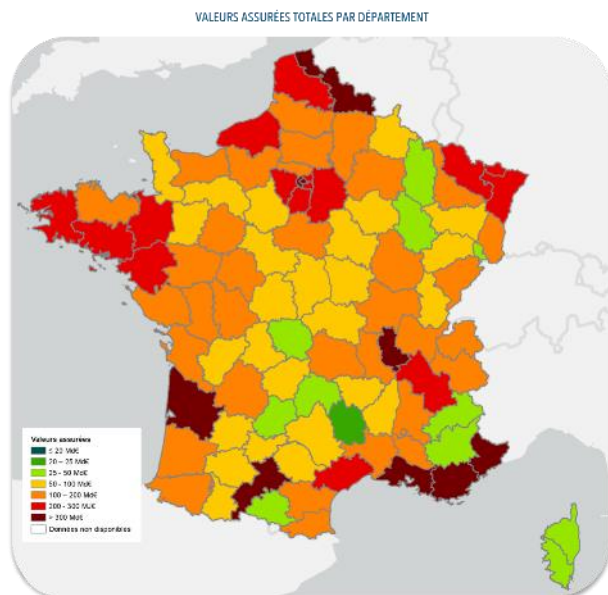 VALEURS ASSURÉES TOTALES PAR DÉPARTEMENT
Valeurs assurées
≤ 20 Md€
20 – 25 Md€
25 - 50 Md€
50 - 100 Md€
100 – 200 Md€
200 - 300 Md€
> 300 Md€
Données non disponibles